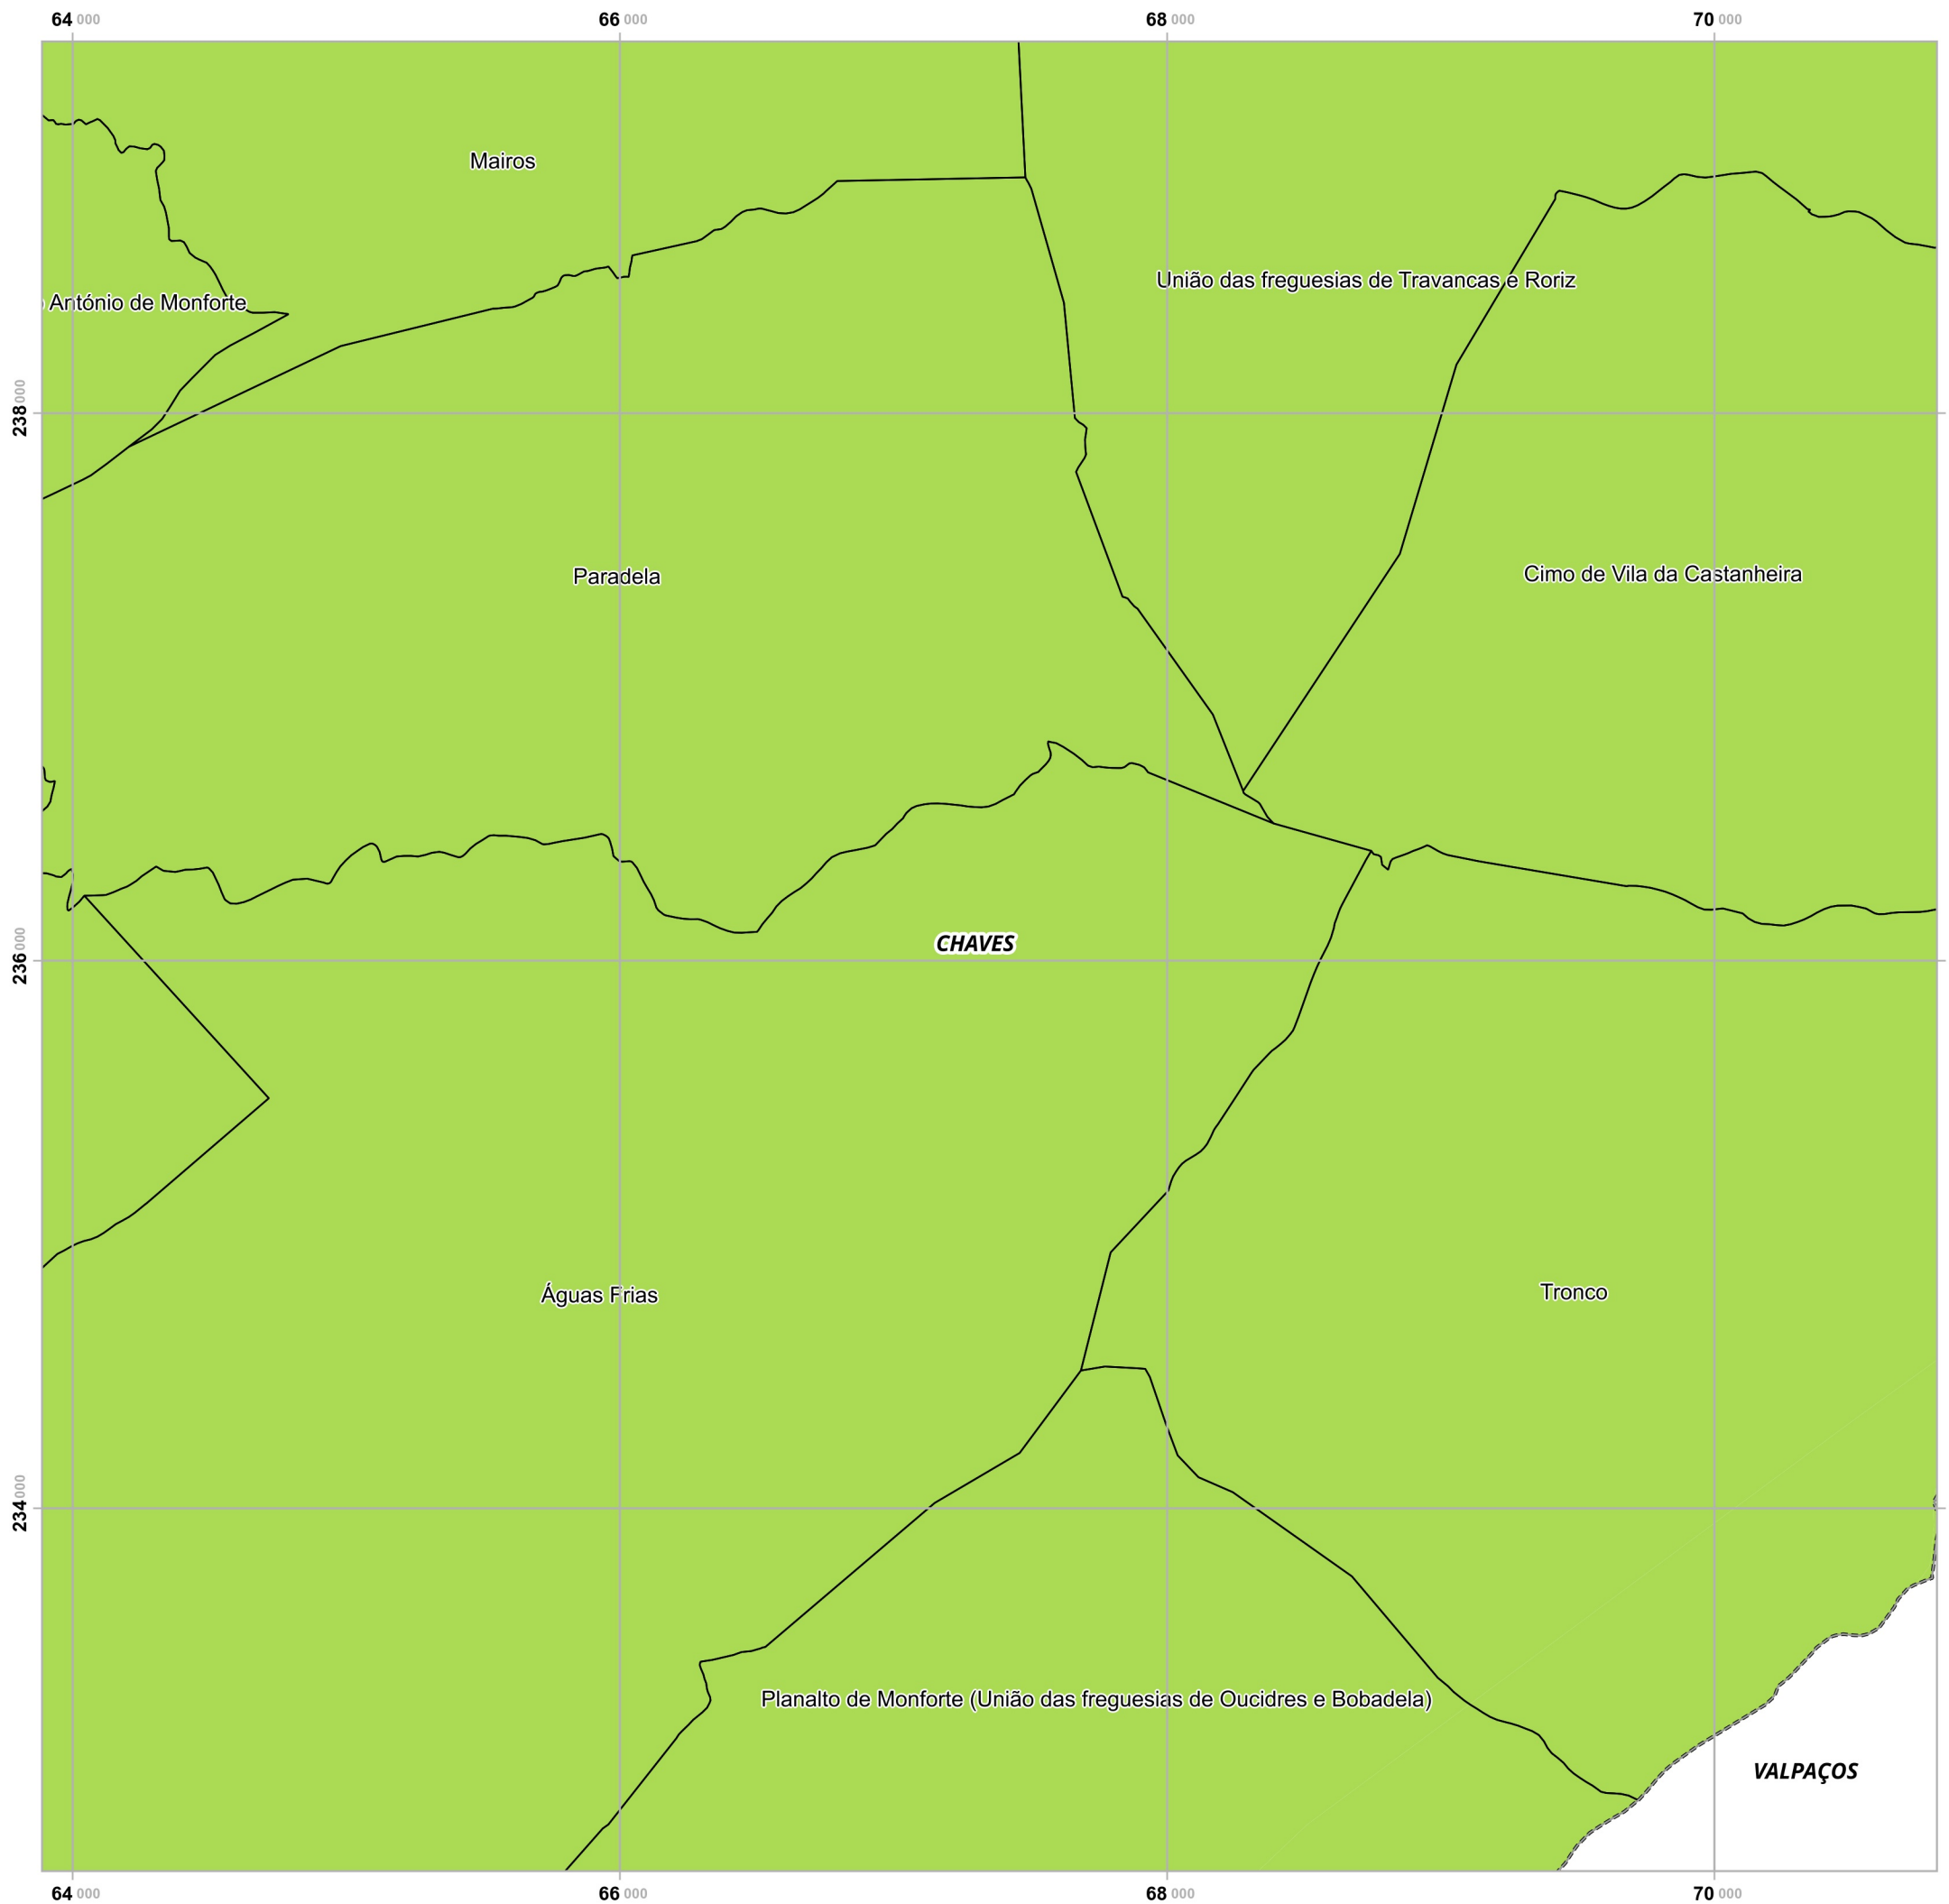 64 000 66 000 68 000 70 000
Mairos
União das freguesias de Travancas e Roriz
António de Monforte
238 000
Paradela
Cimo de Vila da Castanheira
236 000
CHAVES
Águas Frias
Tronco
234 000
Planalto de Monforte (União das freguesias de Oucidres e Bobadela)
VALPAÇOS
64 000 66 000 68 000 70 000